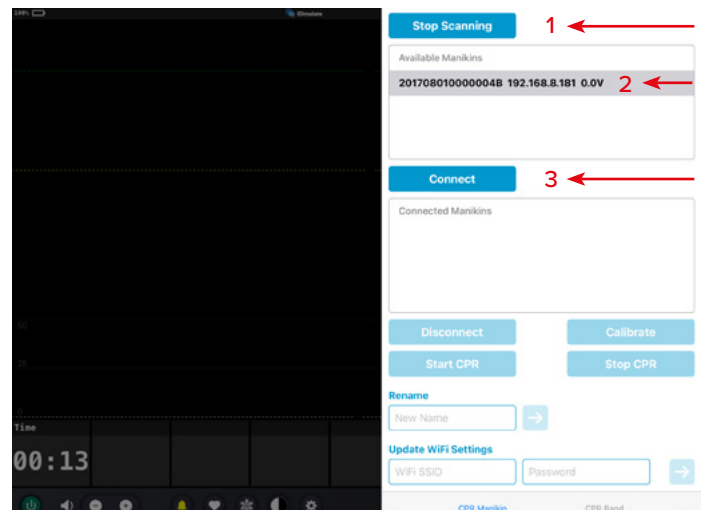 100%
iSimulate
50
25
0
Time
00:13
Stop Scanning 1
Available Manikins
201708010000004B 192.168.8.181 0.0V 2
Connect 3
Connected Manikins
Disconnect Calibrate
Start CPR Stop CPR
Rename
New Name
Update WiFi Settings
WiFi SSID Password
CPR Manikin CPR Band